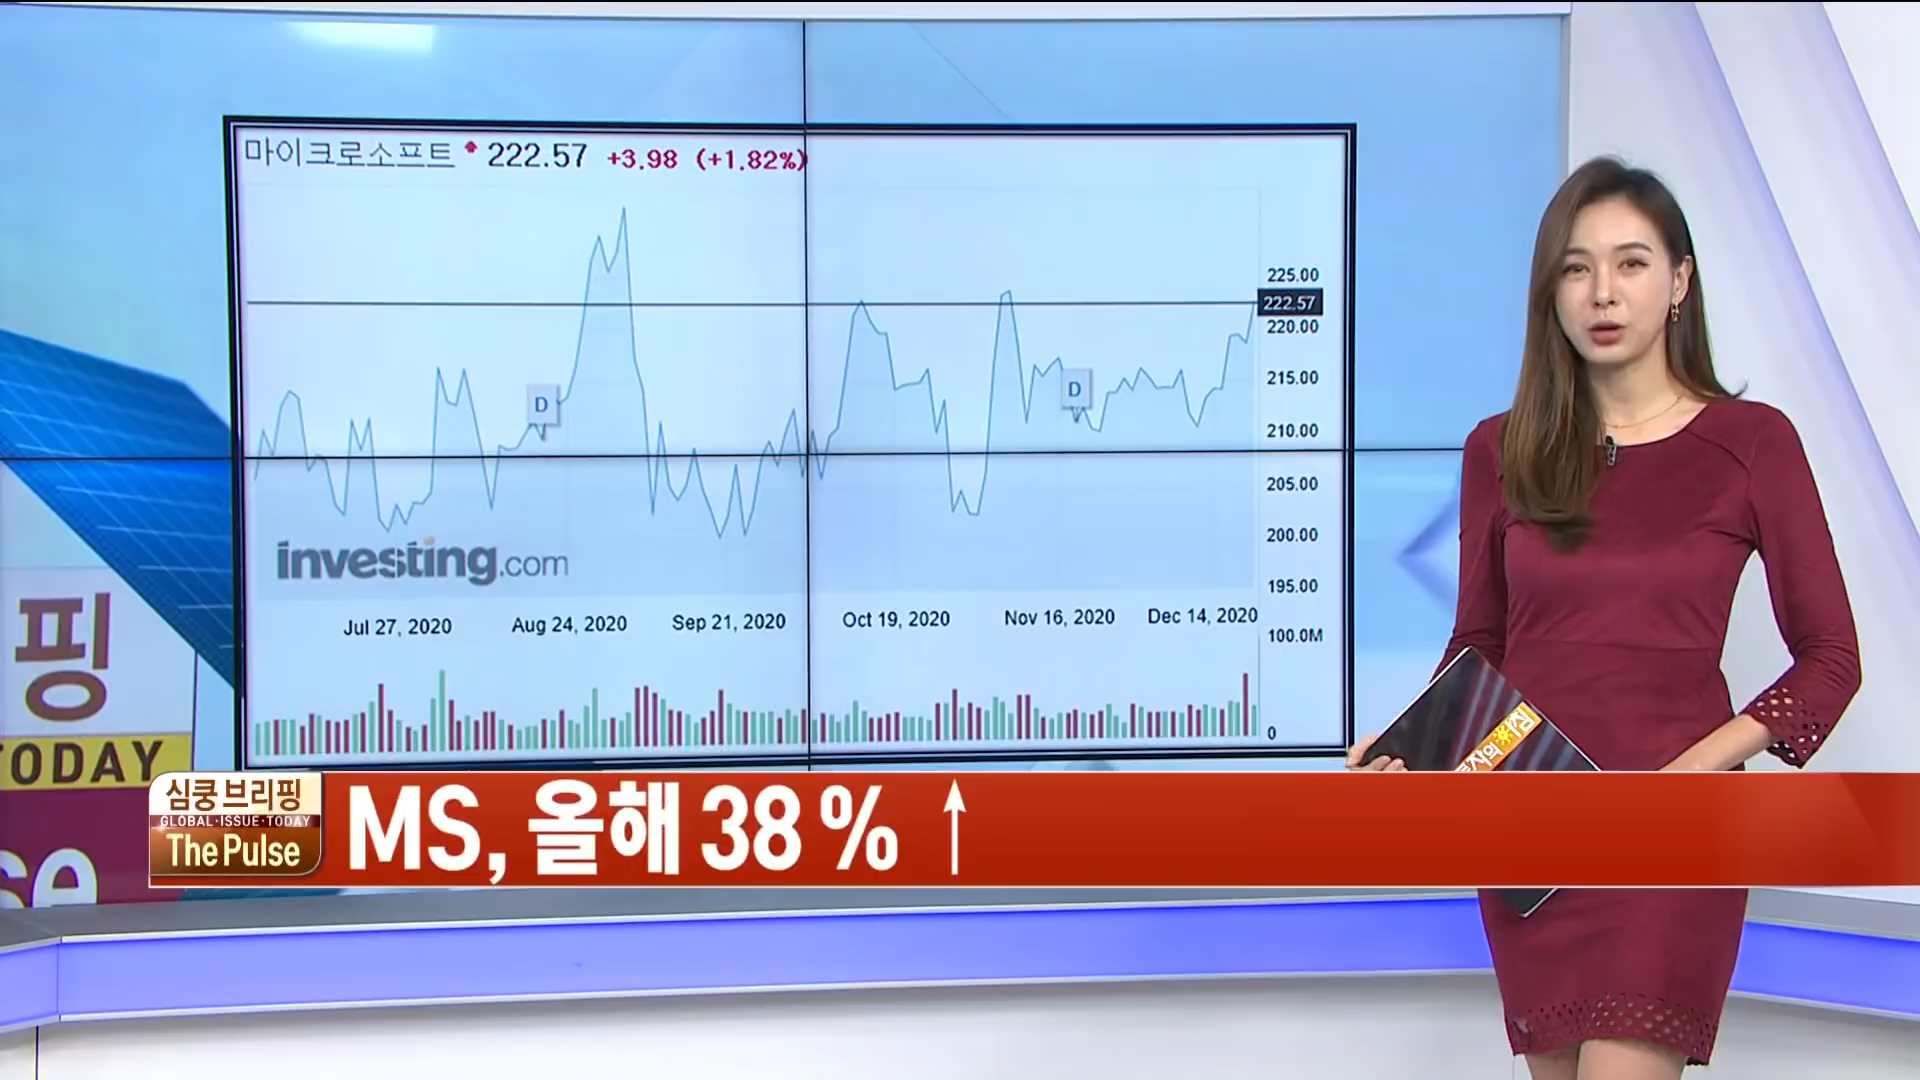 마이크로소프트 222.57 +3.98 (+1.82%)
225.00
222.57
220.00
215.00
D
D
210.00
205.00
200.00
investing.com
195.00
Jul 27, 2020 Aug 24, 2020 Sep 21, 2020 Oct 19, 2020 Nov 16, 2020 Dec 14, 2020
100.0M
0
핑
TODAY
se
심쿵 브리핑
GLOBAL·ISSUE·TODAY
The Pulse
MS, 올해 38% ↑